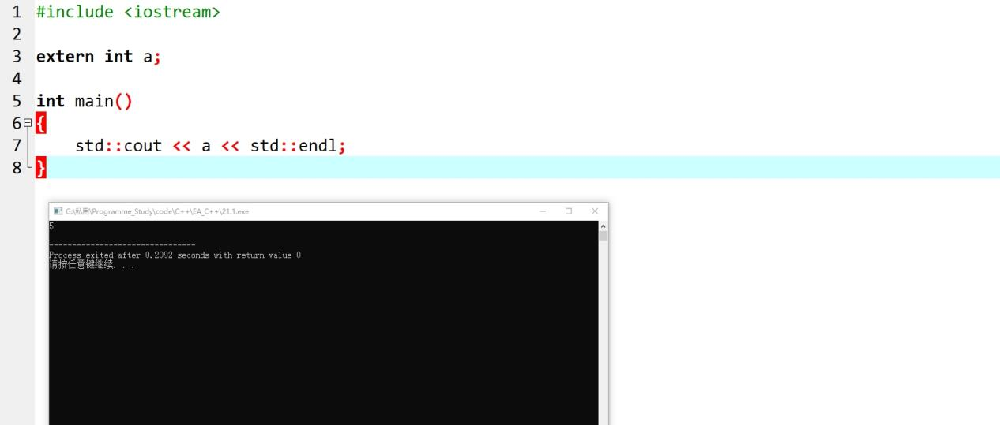 1 #include <iostream>
2
3 extern int a;
4
5 int main()
6 {
7 std::cout << a << std::endl;
8 }
G:\私用\Programme_Study\code\C++\EA_C++\21.1.exe
5
--------------------------------
Process exited after 0.2092 seconds with return value 0
请按任意键继续. . .